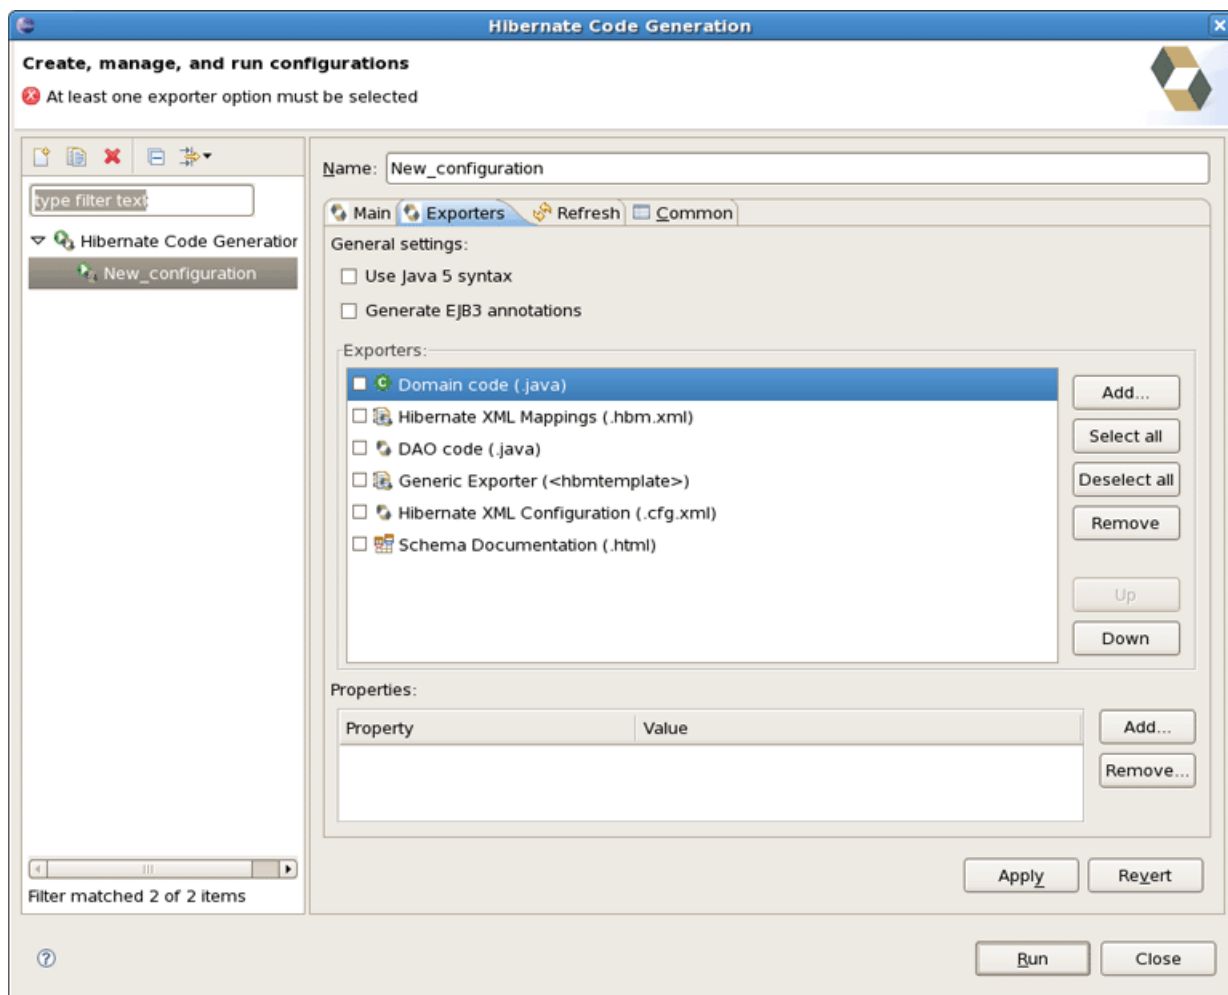 Hibernate Code Generation
Create, manage, and run configurations
At least one exporter option must be selected
type filter text
Hibernate Code Generation
New_configuration
Filter matched 2 of 2 items
Name: New_configuration
Main Exporters Refresh Common
General settings:
Use Java 5 syntax
Generate EJB3 annotations
Exporters:
Domain code (.java)
Hibernate XML Mappings (.hbm.xml)
DAO code (.java)
Generic Exporter (<hbmtemplate>)
Hibernate XML Configuration (.cfg.xml)
Schema Documentation (.html)
Add...
Select all
Deselect all
Remove
Up
Down
Properties:
Property Value
Add...
Remove...
Apply Revert
Run Close